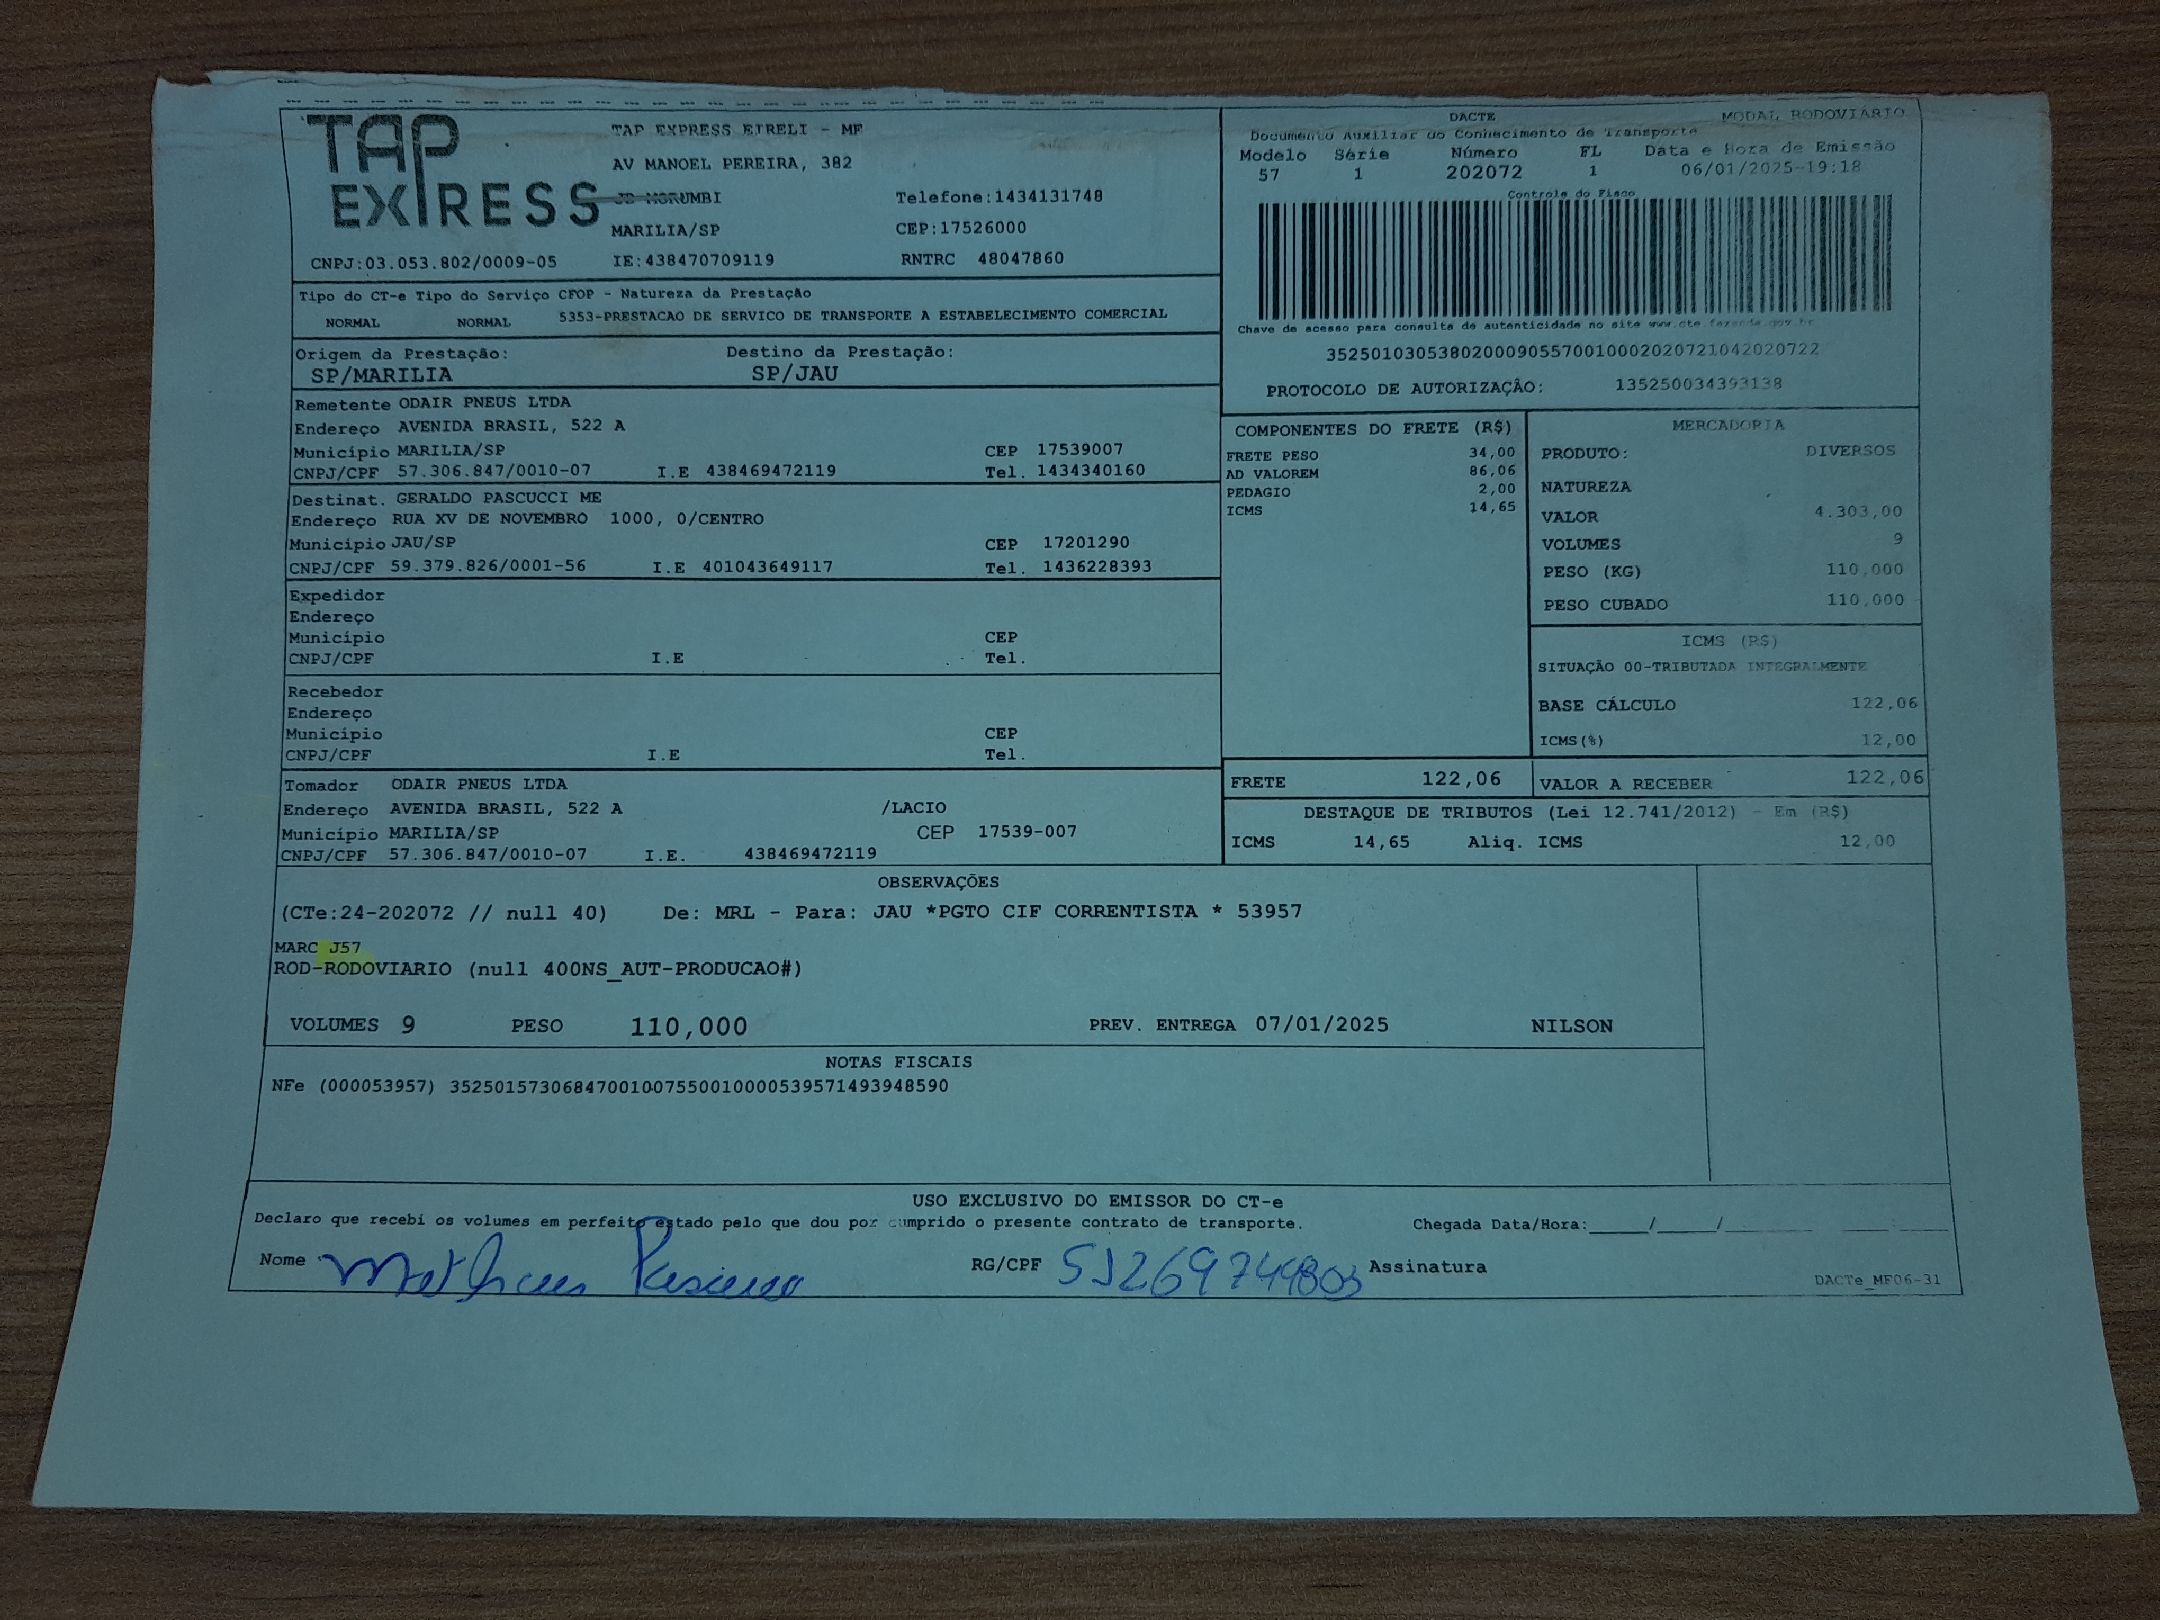 TAP EXPRESS
TAP EXPRESS EIRELI - ME
AV MANOEL PEREIRA, 382
JD MORUMBI Telefone:1434131748
MARILIA/SP CEP:17526000
CNPJ:03.053.802/0009-05 IE:438470709119 RNTRC 48047860
DACTE MODAL RODOVIÁRIO
Documento Auxiliar do Conhecimento de Transporte
Modelo Série Número FL Data e Hora de Emissão
57 1 202072 1 06/01/2025-19:18
Controle do Fisco
Chave de acesso para consulta de autenticidade no site www.cte.fazenda.gov.br
35250103053802000905570010002020721042020722
PROTOCOLO DE AUTORIZAÇÃO: 135250034393138
Tipo do CT-e Tipo do Serviço CFOP - Natureza da Prestação
NORMAL NORMAL 5353-PRESTACAO DE SERVICO DE TRANSPORTE A ESTABELECIMENTO COMERCIAL
Origem da Prestação: Destino da Prestação:
SP/MARILIA SP/JAU
Remetente ODAIR PNEUS LTDA
Endereço AVENIDA BRASIL, 522 A
Município MARILIA/SP CEP 17539007
CNPJ/CPF 57.306.847/0010-07 I.E 438469472119 Tel. 1434340160
Destinat. GERALDO PASCUCCI ME
Endereço RUA XV DE NOVEMBRO 1000, 0/CENTRO
Município JAU/SP CEP 17201290
CNPJ/CPF 59.379.826/0001-56 I.E 401043649117 Tel. 1436228393
Expedidor
Endereço
Município CEP
CNPJ/CPF I.E Tel.
Recebedor
Endereço
Município CEP
CNPJ/CPF I.E Tel.
Tomador ODAIR PNEUS LTDA
Endereço AVENIDA BRASIL, 522 A /LACIO
Município MARILIA/SP CEP 17539-007
CNPJ/CPF 57.306.847/0010-07 I.E. 438469472119
COMPONENTES DO FRETE (R$)
FRETE PESO 34,00
AD VALOREM 86,06
PEDAGIO 2,00
ICMS 14,65
MERCADORIA
PRODUTO: DIVERSOS
NATUREZA
VALOR 4.303,00
VOLUMES 9
PESO (KG) 110,000
PESO CUBADO 110,000
ICMS (R$)
SITUAÇÃO 00-TRIBUTADA INTEGRALMENTE
BASE CÁLCULO 122,06
ICMS(%) 12,00
FRETE 122,06 VALOR A RECEBER 122,06
DESTAQUE DE TRIBUTOS (Lei 12.741/2012) - Em (R$)
ICMS 14,65 Aliq. ICMS 12,00
OBSERVAÇÕES
(CTe:24-202072 // null 40) De: MRL - Para: JAU *PGTO CIF CORRENTISTA * 53957
MARC J57
ROD-RODOVIARIO (null 400NS_AUT-PRODUCAO#)
VOLUMES 9 PESO 110,000 PREV. ENTREGA 07/01/2025 NILSON
NOTAS FISCAIS
NFe (000053957) 35250157306847001007550010000539571493948590
USO EXCLUSIVO DO EMISSOR DO CT-e
Declaro que recebi os volumes em perfeito estado pelo que dou por cumprido o presente contrato de transporte. Chegada Data/Hora:____/____/
Nome Matheus RG/CPF Assinatura
DACTe_MF06-31